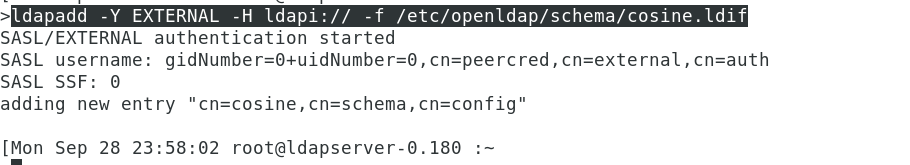 >ldapadd -Y EXTERNAL -H ldapi:// -f /etc/openldap/schema/cosine.ldif
SASL/EXTERNAL authentication started
SASL username: gidNumber=0+uidNumber=0,cn=peercred,cn=external,cn=auth
SASL SSF: 0
adding new entry "cn=cosine,cn=schema,cn=config"
[Mon Sep 28 23:58:02 root@ldapserver-0.180 :~